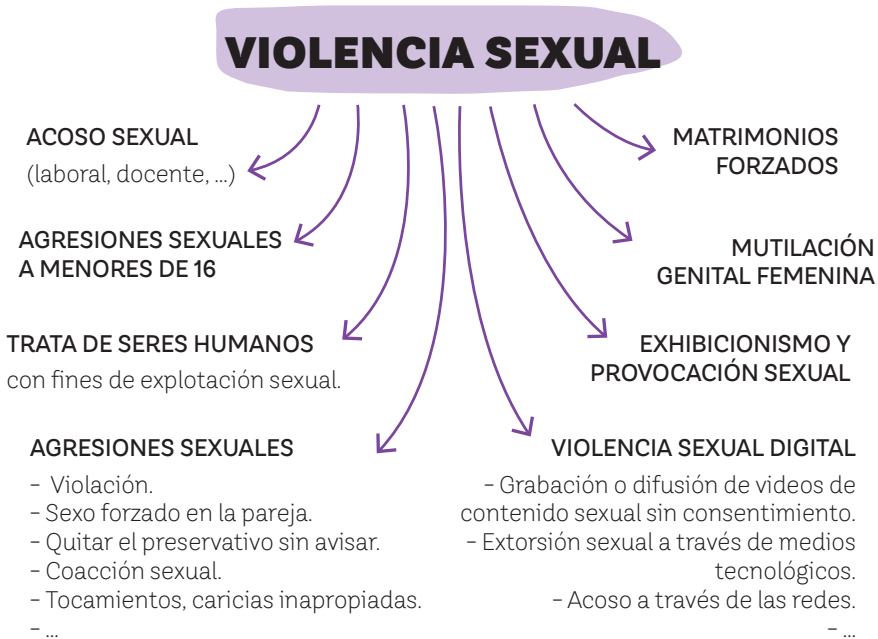 VIOLENCIA SEXUAL
ACOSO SEXUAL
(laboral, docente, ...)
AGRESIONES SEXUALES
A MENORES DE 16
TRATA DE SERES HUMANOS
con fines de explotación sexual.
AGRESIONES SEXUALES
- Violación.
- Sexo forzado en la pareja.
- Quitar el preservativo sin avisar.
- Coacción sexual.
- Tocamientos, caricias inapropiadas.
- ...
MATRIMONIOS
FORZADOS
MUTILACIÓN
GENITAL FEMENINA
EXHIBICIONISMO Y
PROVOCACIÓN SEXUAL
VIOLENCIA SEXUAL DIGITAL
- Grabación o difusión de videos de
contenido sexual sin consentimiento.
- Extorsión sexual a través de medios
tecnológicos.
- Acoso a través de las redes.
- ...